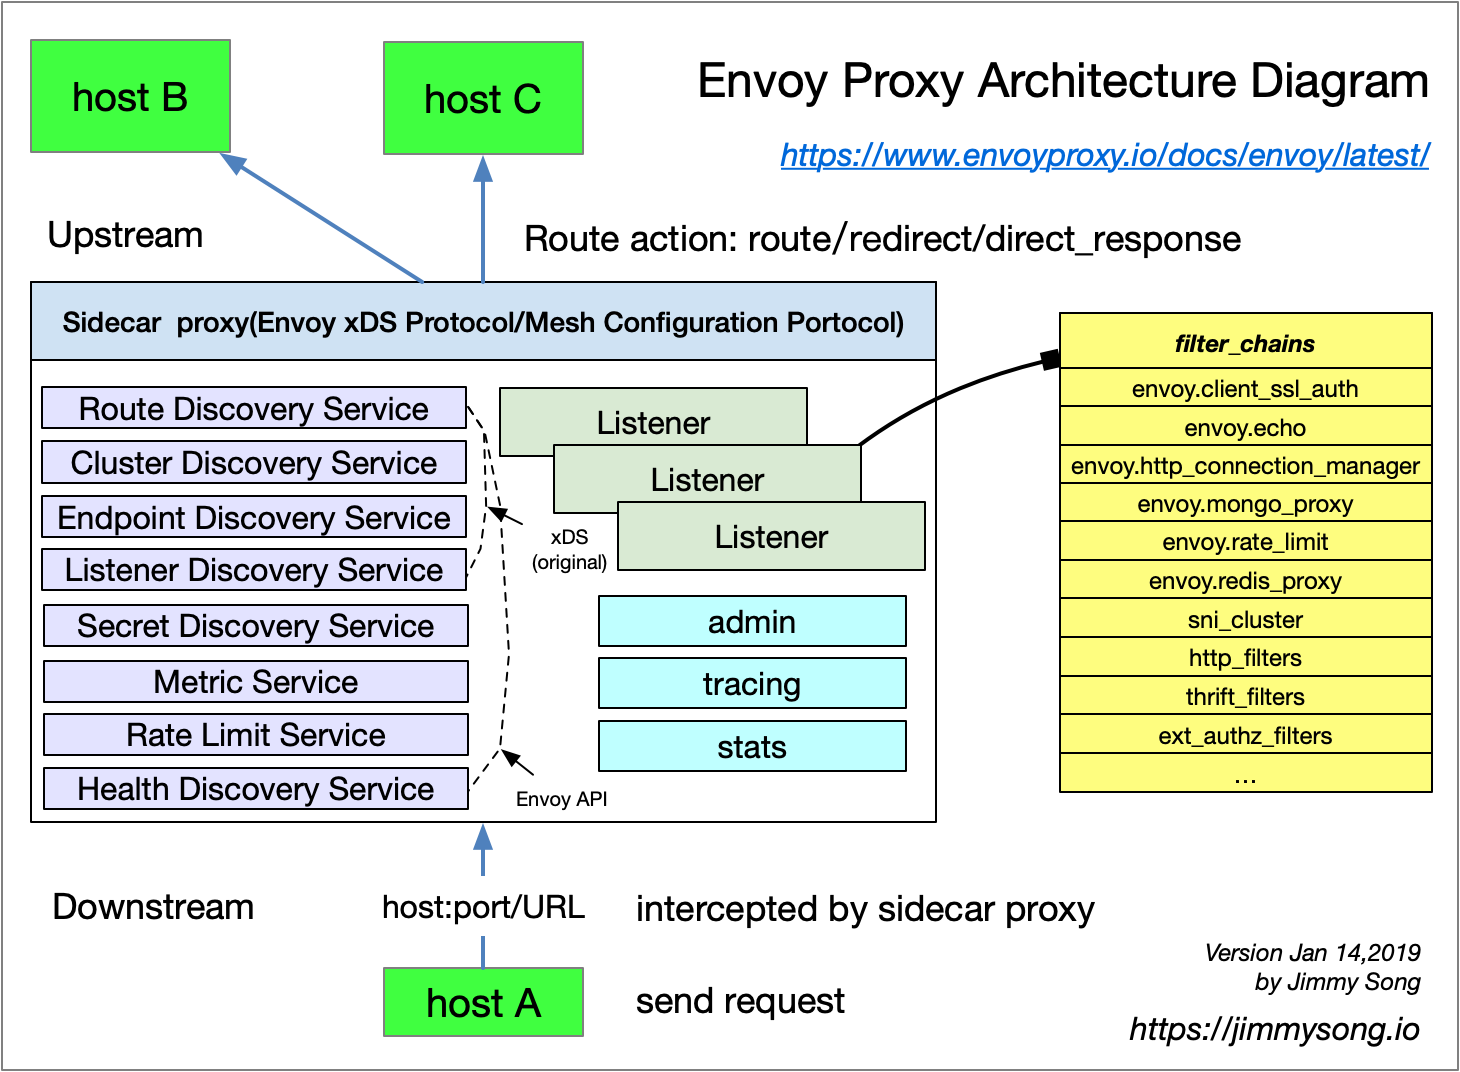 host B
host C
Envoy Proxy Architecture Diagram
https://www.envoyproxy.io/docs/envoy/latest/
Upstream
Route action: route/redirect/direct_response
Sidecar proxy(Envoy xDS Protocol/Mesh Configuration Portocol)
Route Discovery Service
Cluster Discovery Service
Endpoint Discovery Service
Listener Discovery Service
Secret Discovery Service
Metric Service
Rate Limit Service
Health Discovery Service
xDS
(original)
Envoy API
Listener
Listener
Listener
admin
tracing
stats
filter_chains
envoy.client_ssl_auth
envoy.echo
envoy.http_connection_manager
envoy.mongo_proxy
envoy.rate_limit
envoy.redis_proxy
sni_cluster
http_filters
thrift_filters
ext_authz_filters
...
Downstream
host:port/URL
intercepted by sidecar proxy
host A
send request
Version Jan 14,2019
by Jimmy Song
https://jimmysong.io